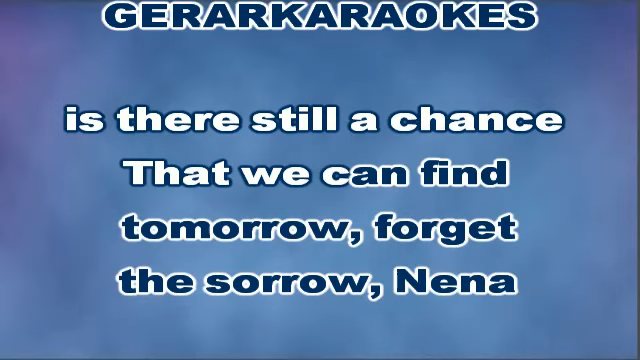 GERARKARAOKES
is there still a chance
That we can find
tomorrow, forget
the sorrow, Nena